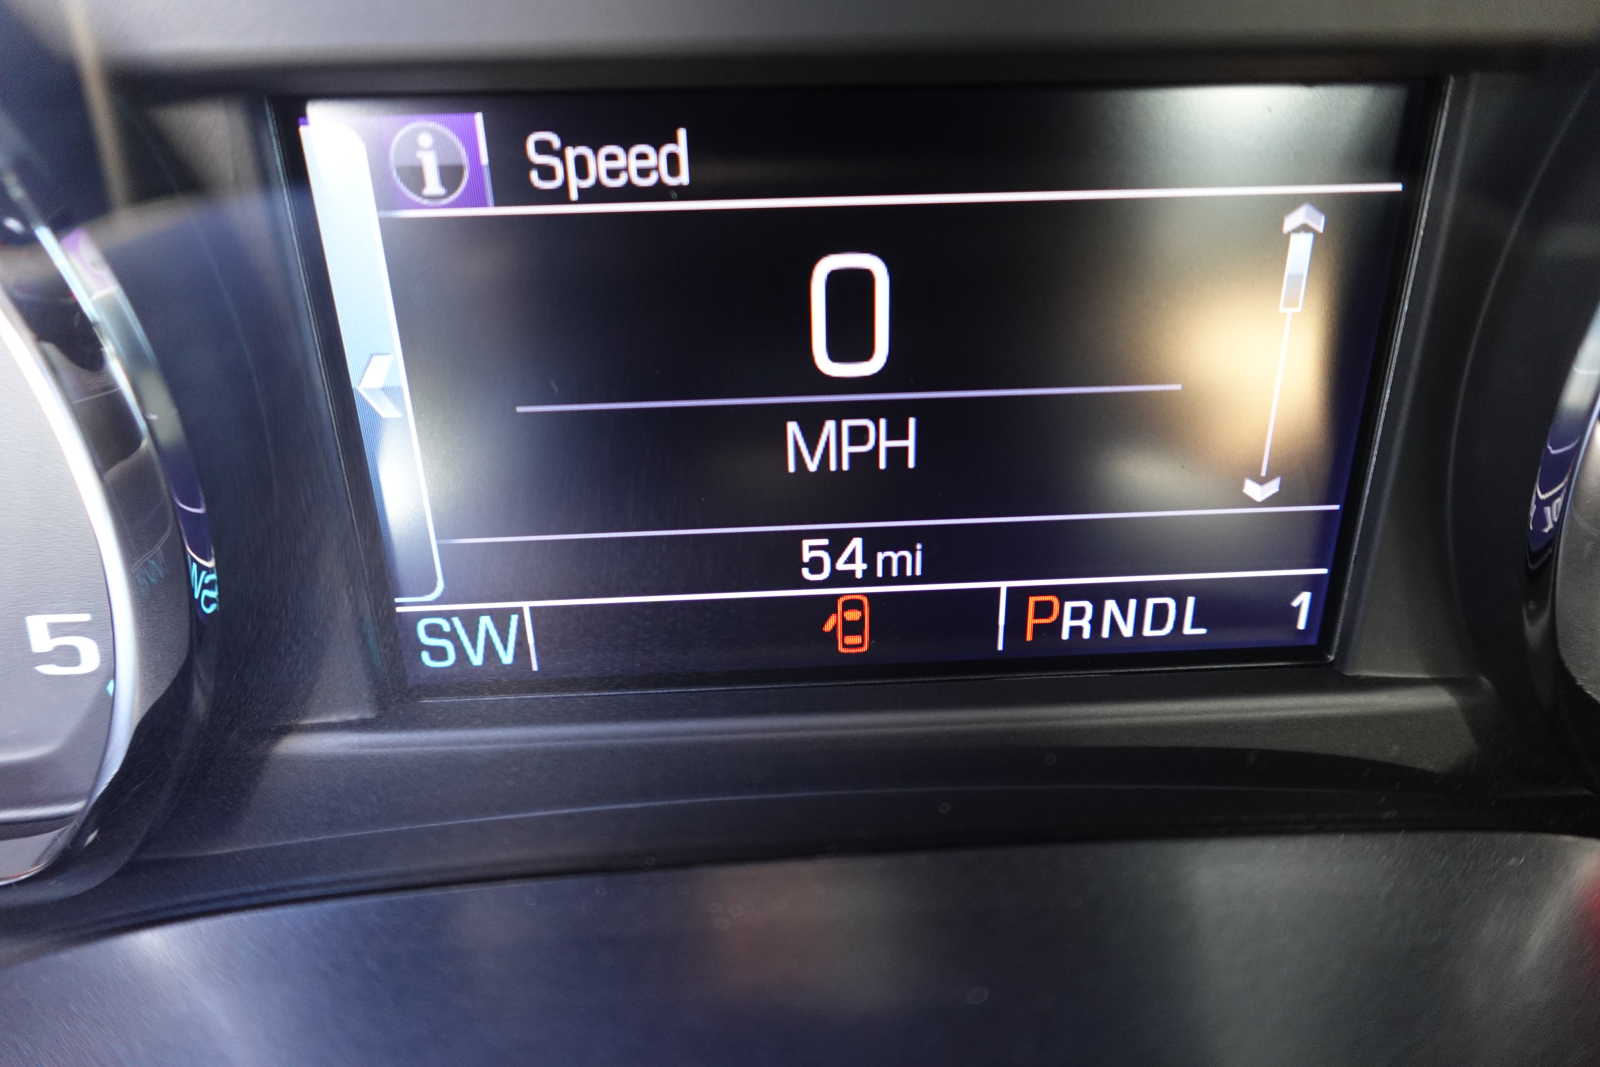 i Speed
0
MPH
54 mi
SW PRNDL 1
5